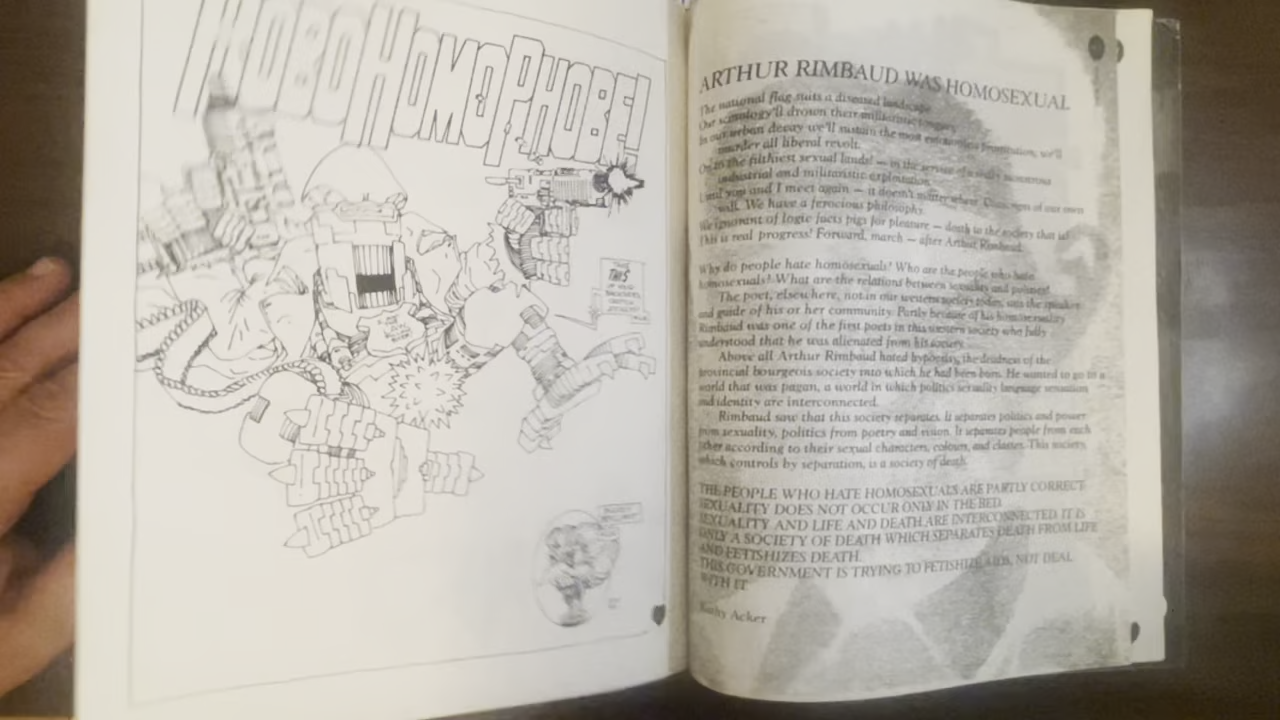 ROBOHOMOPHOBE!
THIS
ARTHUR RIMBAUD WAS HOMOSEXUAL
The national flag suits a diseased landscape.
Our scatology'll drown their militaristic
In our urban decay we'll sustain the most prostitution, we'll
murder all liberal revolt.
On to the filthiest sexual lands! — in the service of monstrous
industrial and militaristic exploitation.
Until you and I meet again — it doesn't matter where. of our own
will. We have a ferocious philosophy.
We ignorant of logic fucts pigs for pleasure — death to the society that is!
This is real progress! Forward, march — after Arthur Rimbaud.
Why do people hate homosexuals? Who are the people who hate
homosexuals? What are the relations between sexuality and politics?
The poet, elsewhere, not in our western society today, was the speaker
and guide of his or her community. Partly because of his homosexuality
Rimbaud was one of the first poets in this western society who fully
understood that he was alienated from his society.
Above all Arthur Rimbaud hated hypocrisy, the deadness of the
provincial bourgeois society into which he had been born. He wanted to go to a
world that was pagan, a world in which politics sexuality language sensation
and identity are interconnected.
Rimbaud saw that this society separates. It separates politics and power
from sexuality, politics from poetry and vision. It separates people from each
other according to their sexual characters, colours, and classes. This society,
which controls by separation, is a society of death.
THE PEOPLE WHO HATE HOMOSEXUALS ARE PARTLY CORRECT
SEXUALITY DOES NOT OCCUR ONLY IN THE BED.
SEXUALITY AND LIFE AND DEATH ARE INTERCONNECTED. IT IS
ONLY A SOCIETY OF DEATH WHICH SEPARATES DEATH FROM LIFE
AND FETISHIZES DEATH.
THIS GOVERNMENT IS TRYING TO FETISHIZE AIDS, NOT DEAL
WITH IT.
Kathy Acker